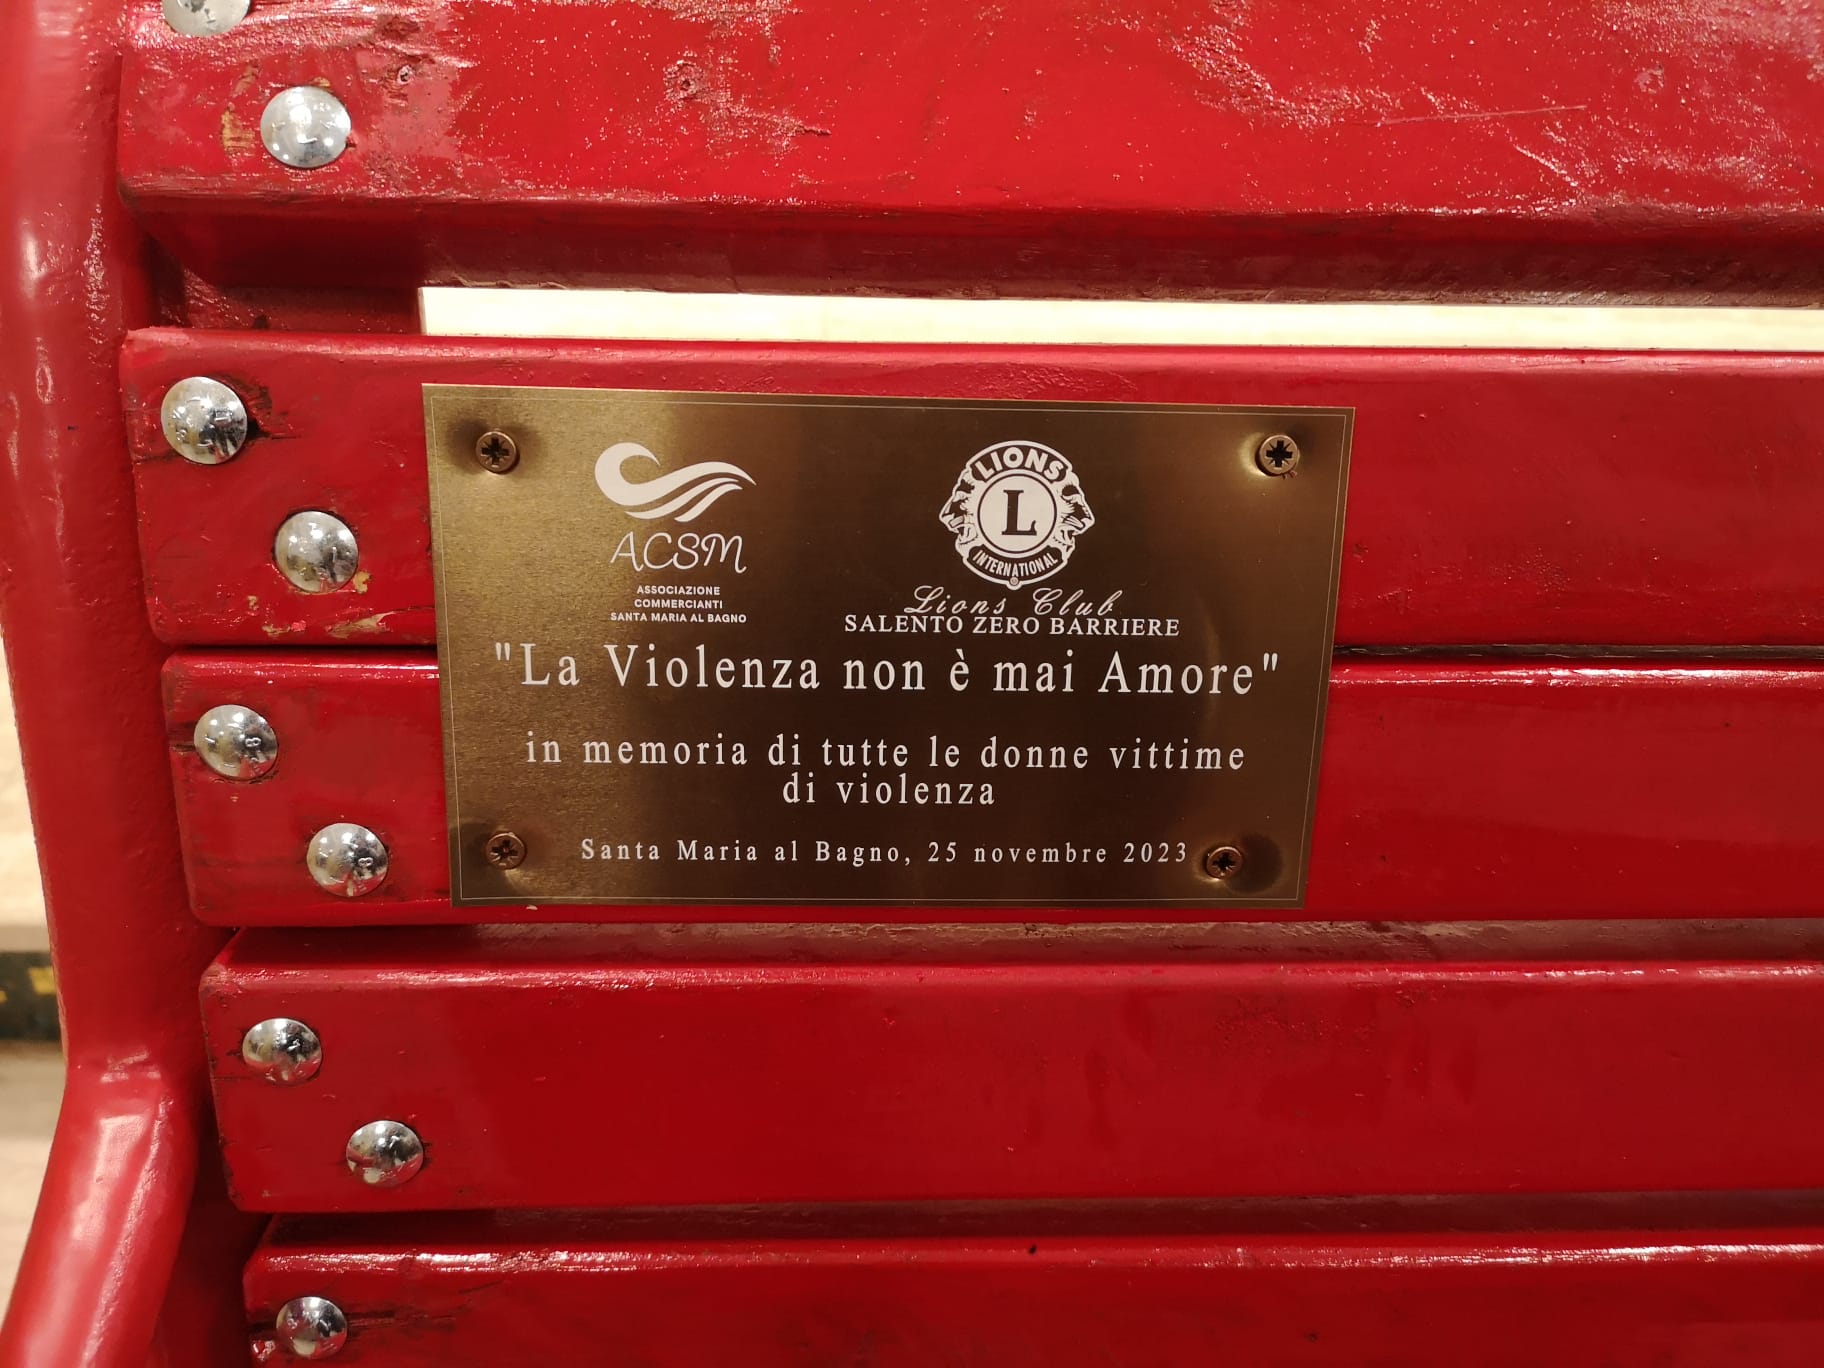 ACSM
ASSOCIAZIONE
COMMERCIANTI
SANTA MARIA AL BAGNO
LIONS
L
INTERNATIONAL
Lions Club
SALENTO ZERO BARRIERE
"La Violenza non è mai Amore"
in memoria di tutte le donne vittime
di violenza
Santa Maria al Bagno, 25 novembre 2023